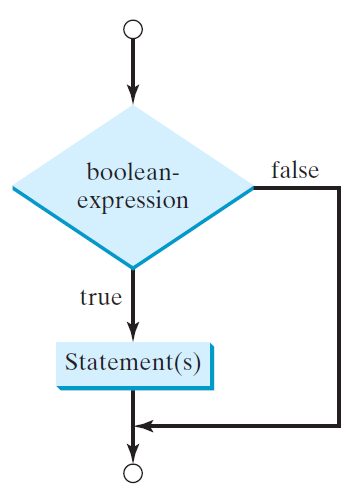 boolean-
expression
false
true
Statement(s)